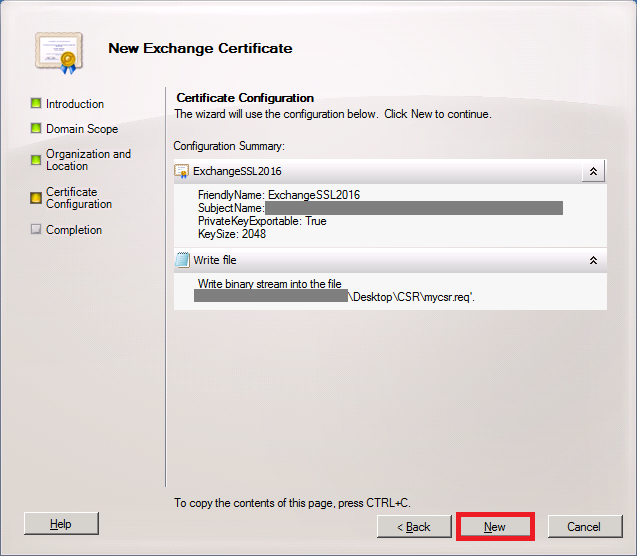 New Exchange Certificate
Introduction
Domain Scope
Organization and
Location
Certificate
Configuration
Completion
Certificate Configuration
The wizard will use the configuration below. Click New to continue.
Configuration Summary:
ExchangeSSL2016
FriendlyName: ExchangeSSL2016
SubjectName:
PrivateKeyExportable: True
KeySize: 2048
Write file
Write binary stream into the file
\Desktop\CSR\mycsr.req'.
To copy the contents of this page, press CTRL+C.
Help
< Back
New
Cancel